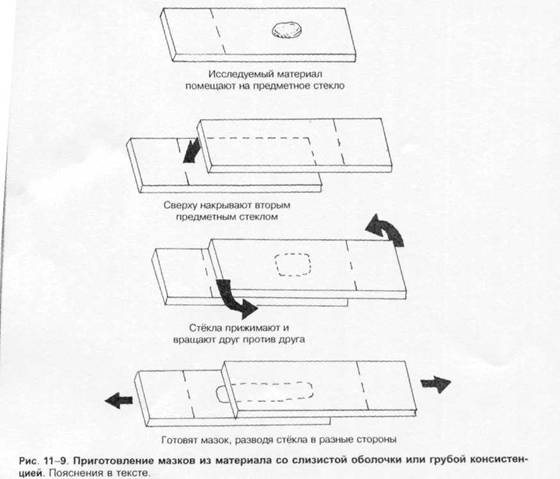 Исследуемый материал
помещают на предметное стекло
Сверху накрывают вторым
предметным стеклом
Стёкла прижимают и
вращают друг против друга
Готовят мазок, разводя стёкла в разные стороны
Рис. 11–9. Приготовление мазков из материала со слизистой оболочки или грубой консистен-
цией. Пояснения в тексте.